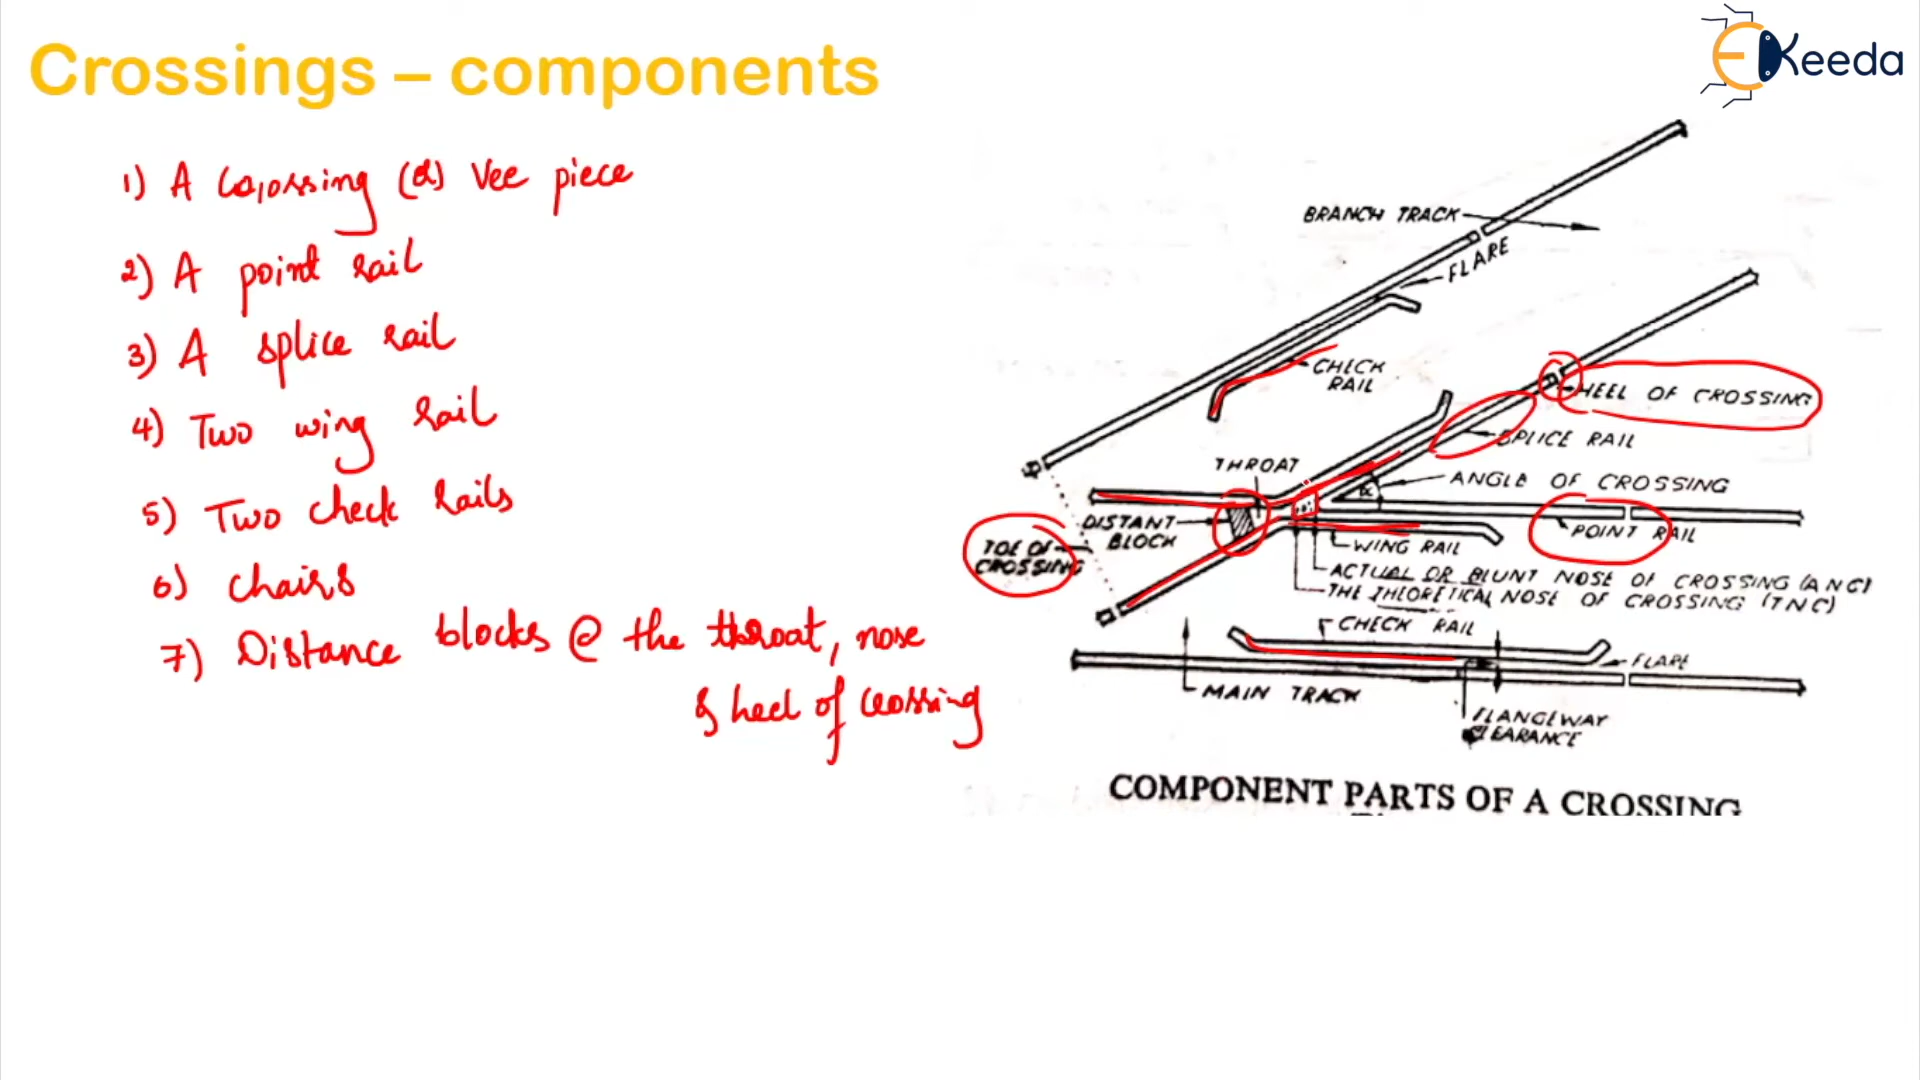 Crossings – components
EKeeda
1) A Crossing (or) Vee piece
2) A point rail
3) A splice rail
4) Two wing rail
5) Two check rails
6) chairs
7) Distance blocks @ the throat, nose
& heel of crossing
BRANCH TRACK
FLARE
CHECK
RAIL
HEEL OF CROSSING
SPLICE RAIL
THROAT
ANGLE OF CROSSING
α
DISTANT
BLOCK
TOE OF
CROSSING
POINT RAIL
WING RAIL
ACTUAL OR BLUNT NOSE OF CROSSING (ANC)
THE THEORETICAL NOSE OF CROSSING (TNC)
CHECK RAIL
FLARE
MAIN TRACK
FLANGEWAY
CLEARANCE
COMPONENT PARTS OF A CROSSING